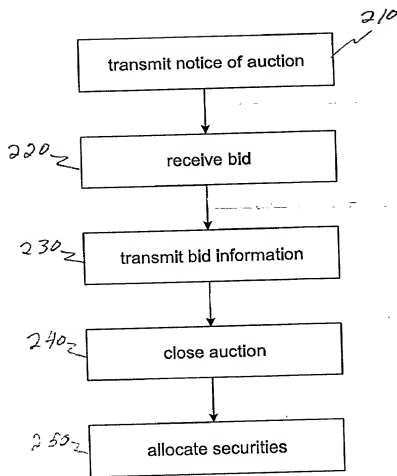 210
transmit notice of auction
220
receive bid
230
transmit bid information
240
close auction
250
allocate securities